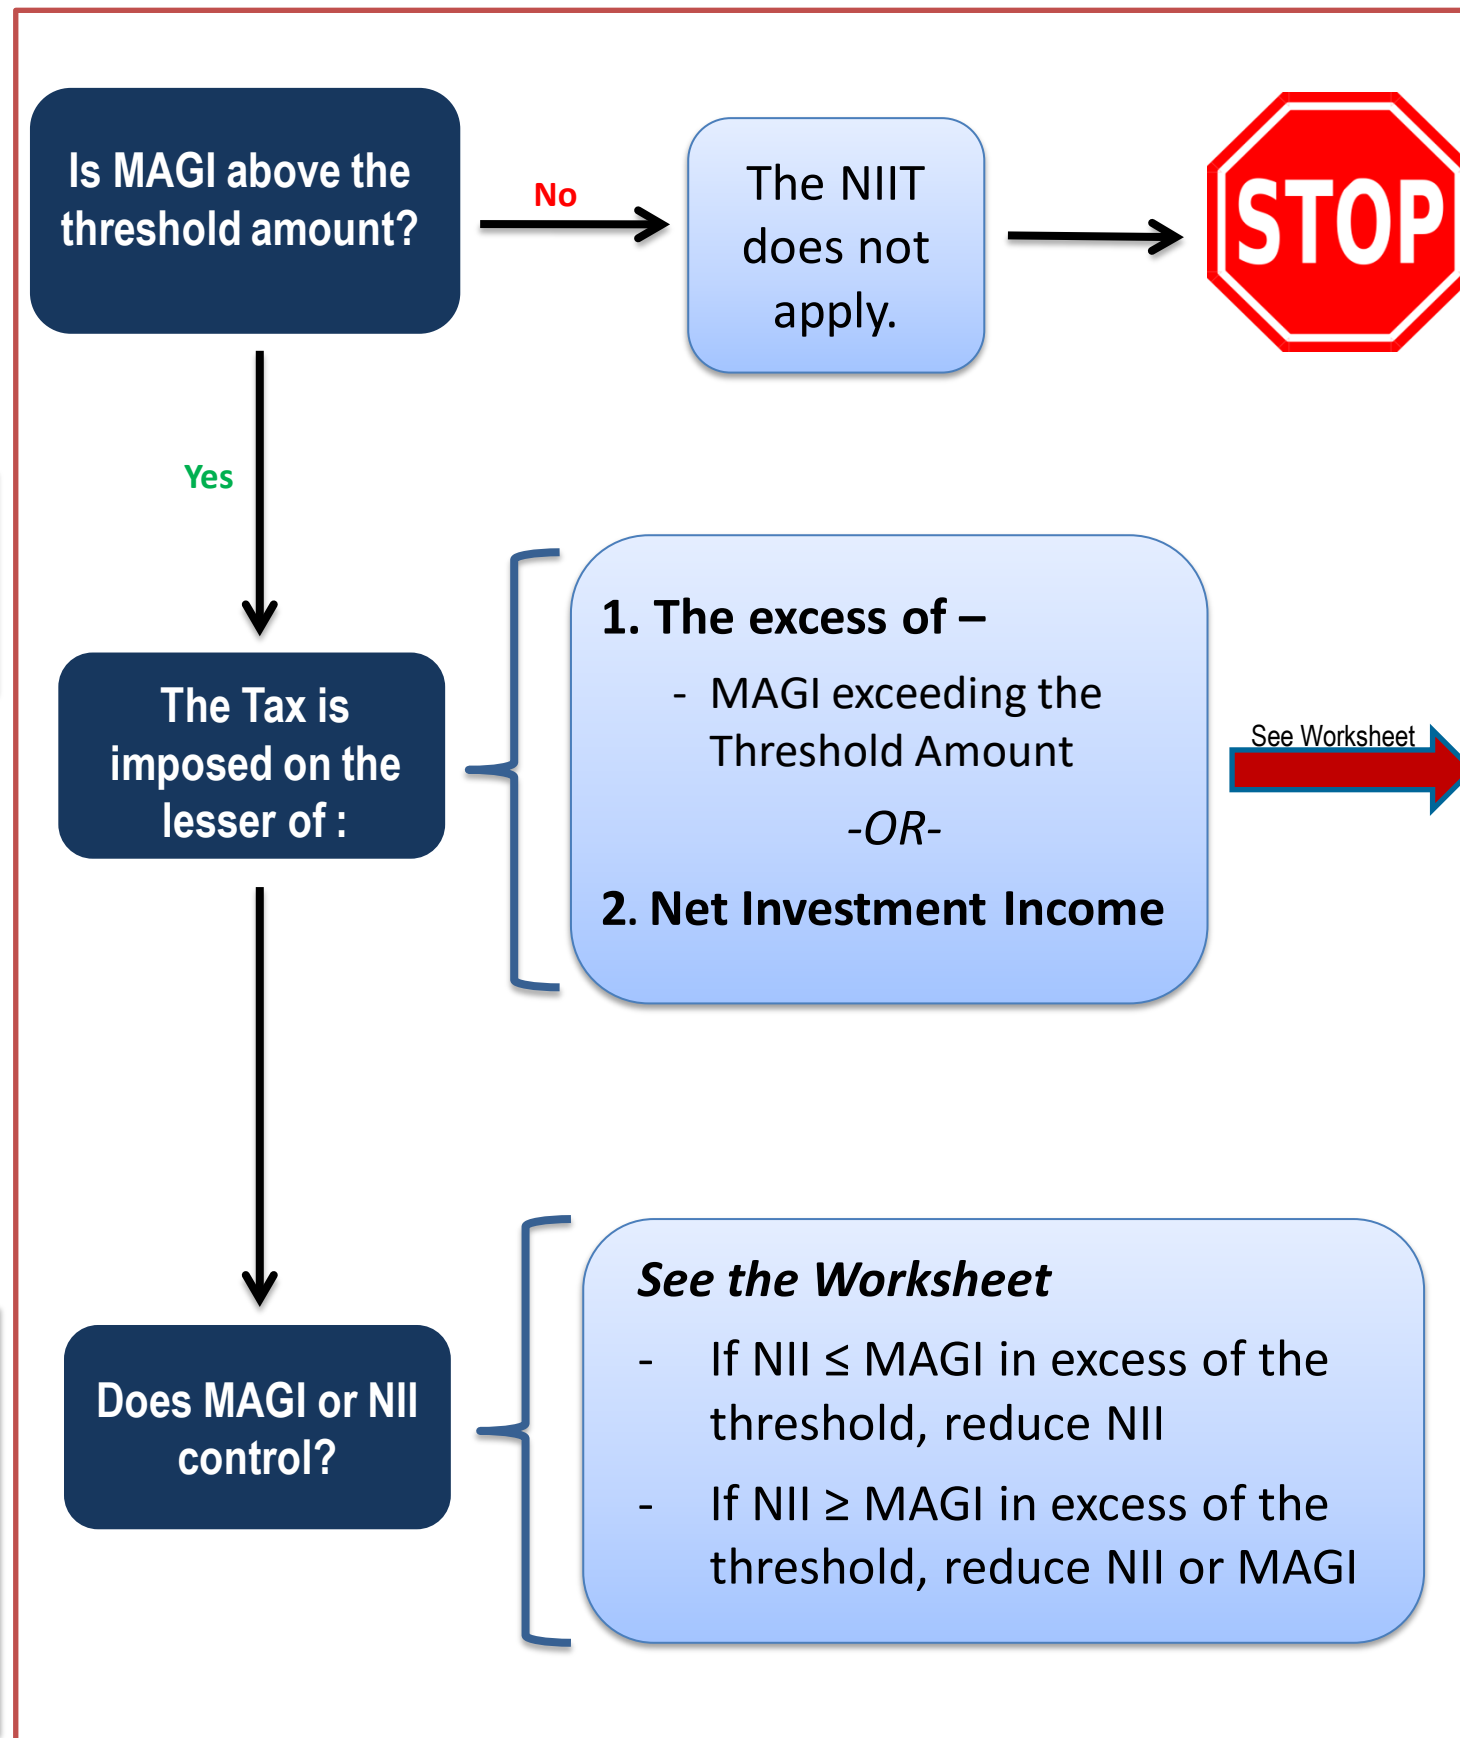 Is MAGI above the
threshold amount?
No
The NIIT
does not
apply.
STOP
Yes
The Tax is
imposed on the
lesser of :
1. The excess of –
- MAGI exceeding the
Threshold Amount
-OR-
2. Net Investment Income
See Worksheet
Does MAGI or NII
control?
See the Worksheet
- If NII ≤ MAGI in excess of the
threshold, reduce NII
- If NII ≥ MAGI in excess of the
threshold, reduce NII or MAGI